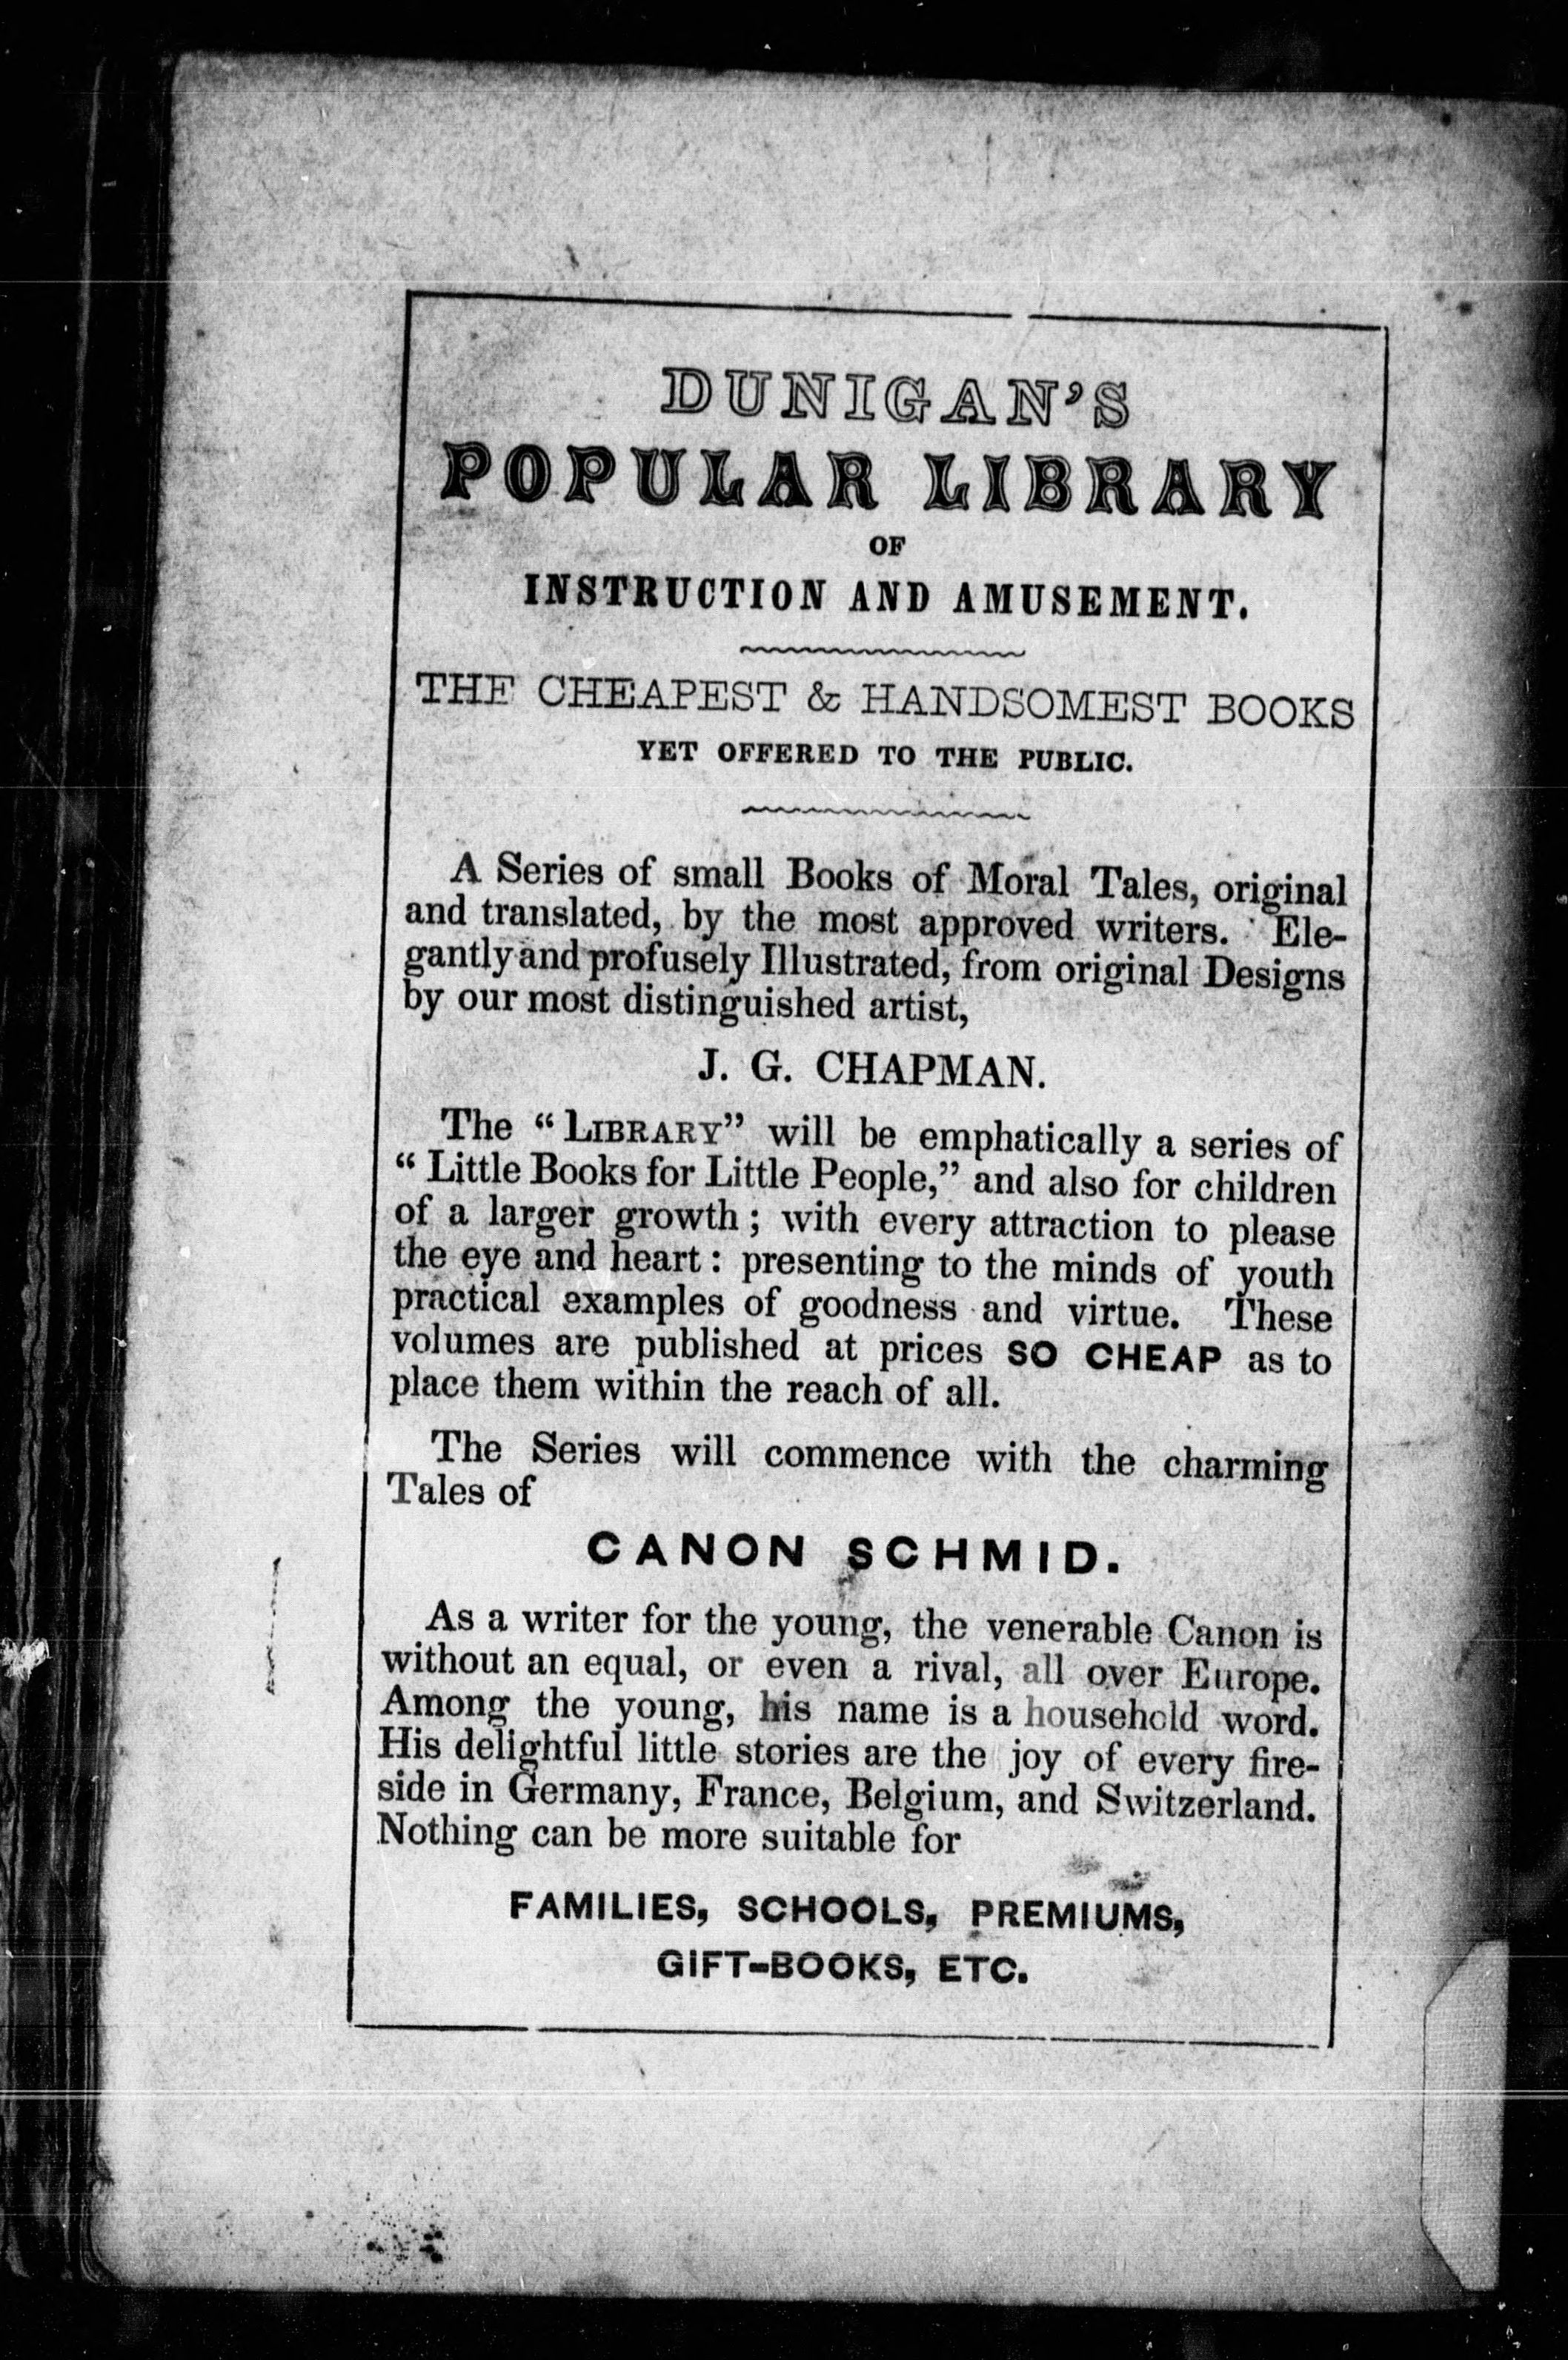 DUNIGAN'S
POPULAR LIBRARY
OF
INSTRUCTION AND AMUSEMENT.
THE CHEAPEST & HANDSOMEST BOOKS
YET OFFERED TO THE PUBLIC.
A Series of small Books of Moral Tales, original
and translated, by the most approved writers. Ele-
gantly and profusely Illustrated, from original Designs
by our most distinguished artist,
J. G. CHAPMAN.
The "LIBRARY" will be emphatically a series of
"Little Books for Little People," and also for children
of a larger growth; with every attraction to please
the eye and heart: presenting to the minds of youth
practical examples of goodness and virtue. These
volumes are published at prices SO CHEAP as to
place them within the reach of all.
The Series will commence with the charming
Tales of
CANON SCHMID.
As a writer for the young, the venerable Canon is
without an equal, or even a rival, all over Europe.
Among the young, his name is a household word.
His delightful little stories are the joy of every fire-
side in Germany, France, Belgium, and Switzerland.
Nothing can be more suitable for
FAMILIES, SCHOOLS, PREMIUMS,
GIFT-BOOKS, ETC.